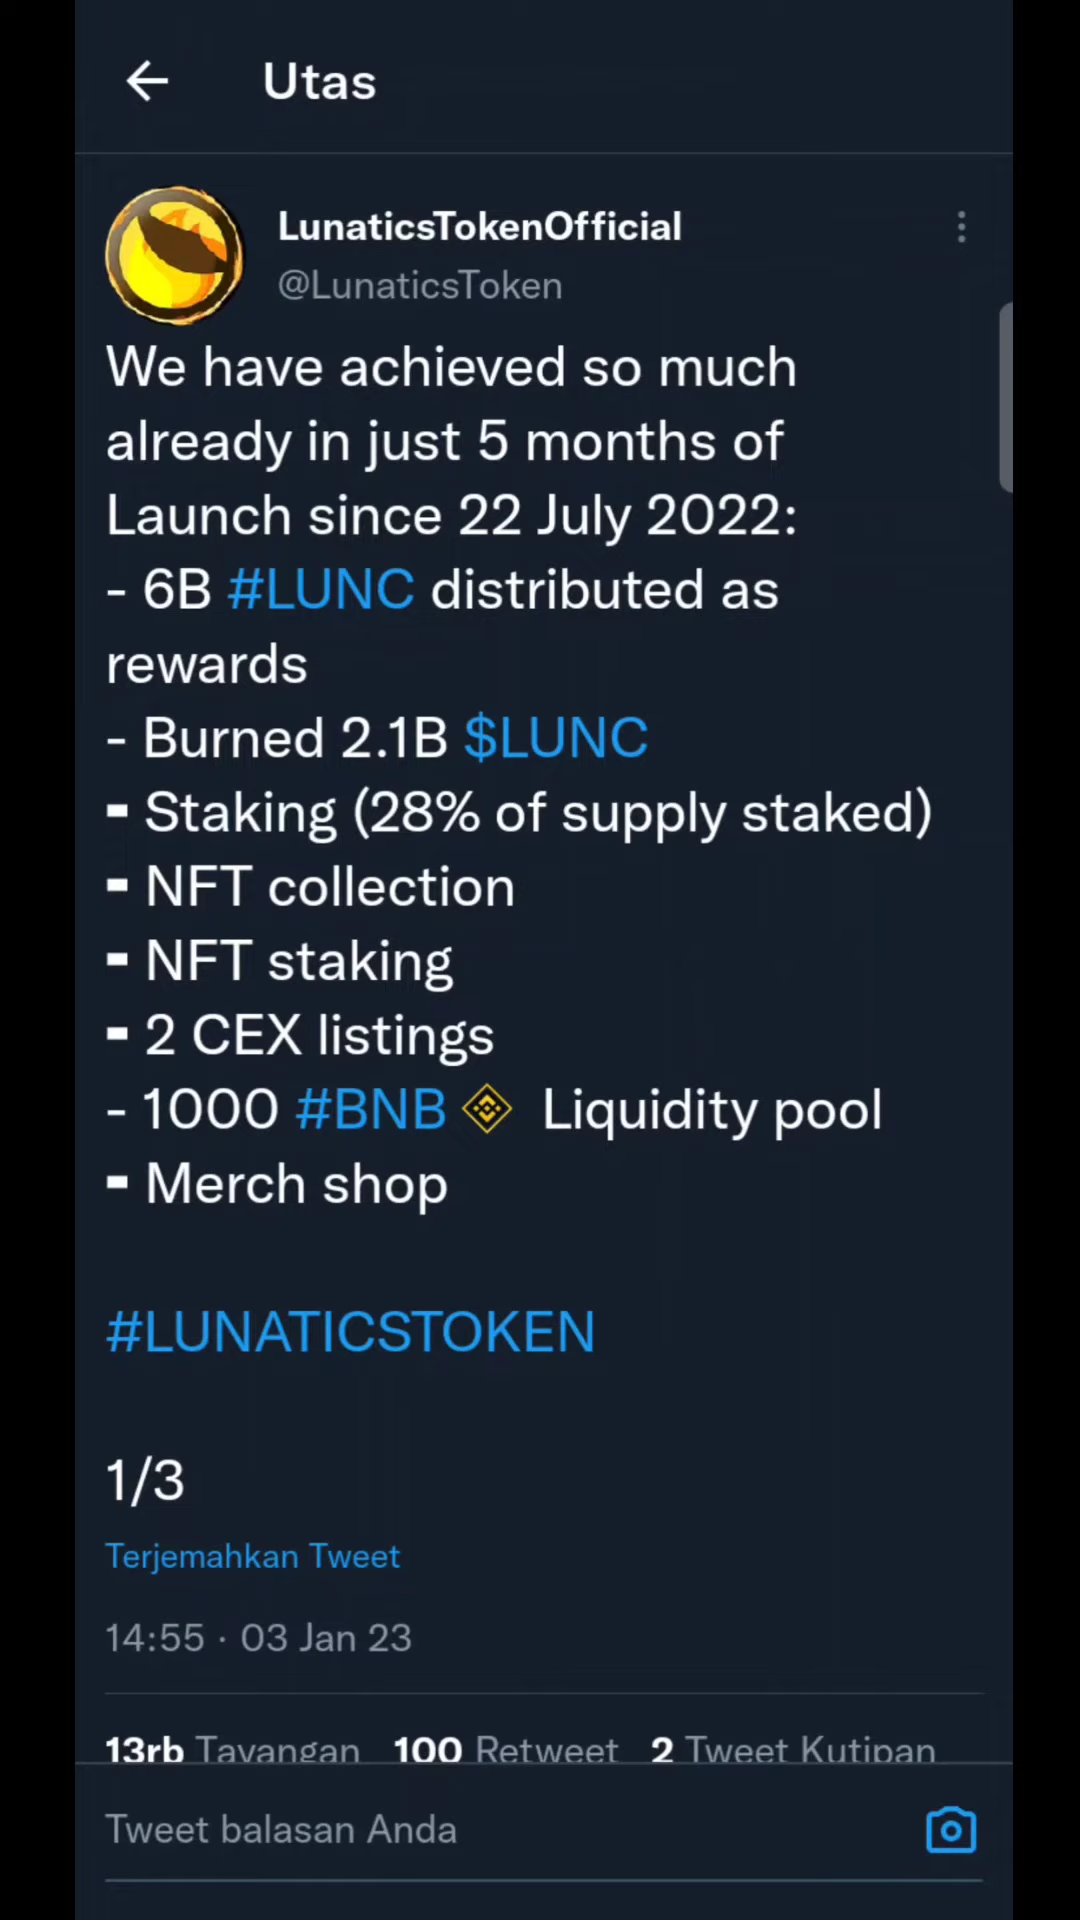 Utas
LunaticsTokenOfficial
@LunaticsToken
We have achieved so much
already in just 5 months of
Launch since 22 July 2022:
- 6B #LUNC distributed as
rewards
- Burned 2.1B $LUNC
- Staking (28% of supply staked)
- NFT collection
- NFT staking
- 2 CEX listings
- 1000 #BNB Liquidity pool
- Merch shop
#LUNATICSTOKEN
1/3
Terjemahkan Tweet
14:55 · 03 Jan 23
13rb Tayangan 100 Retweet 2 Tweet Kutipan
Tweet balasan Anda